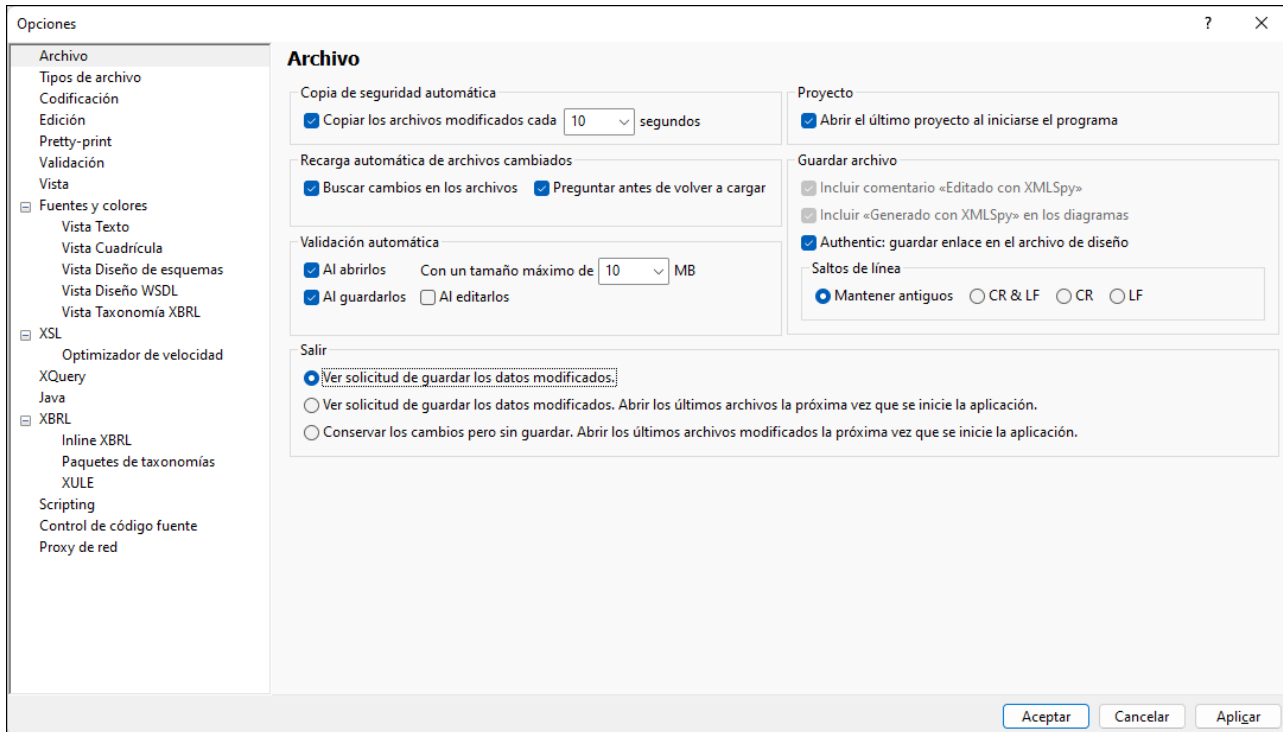 Opciones
?
Archivo
Tipos de archivo
Codificación
Edición
Pretty-print
Validación
Vista
Fuentes y colores
Vista Texto
Vista Cuadrícula
Vista Diseño de esquemas
Vista Diseño WSDL
Vista Taxonomía XBRL
XSL
Optimizador de velocidad
XQuery
Java
XBRL
Inline XBRL
Paquetes de taxonomías
XULE
Scripting
Control de código fuente
Proxy de red
Archivo
Copia de seguridad automática
Copiar los archivos modificados cada 10 segundos
Recarga automática de archivos cambiados
Buscar cambios en los archivos Preguntar antes de volver a cargar
Validación automática
Al abrirlos Con un tamaño máximo de 10 MB
Al guardarlos Al editarlos
Proyecto
Abrir el último proyecto al iniciarse el programa
Guardar archivo
Incluir comentario «Editado con XMLSpy»
Incluir «Generado con XMLSpy» en los diagramas
Authentic: guardar enlace en el archivo de diseño
Saltos de línea
Mantener antiguos CR & LF CR LF
Salir
Ver solicitud de guardar los datos modificados.
Ver solicitud de guardar los datos modificados. Abrir los últimos archivos la próxima vez que se inicie la aplicación.
Conservar los cambios pero sin guardar. Abrir los últimos archivos modificados la próxima vez que se inicie la aplicación.
Aceptar Cancelar Aplicar